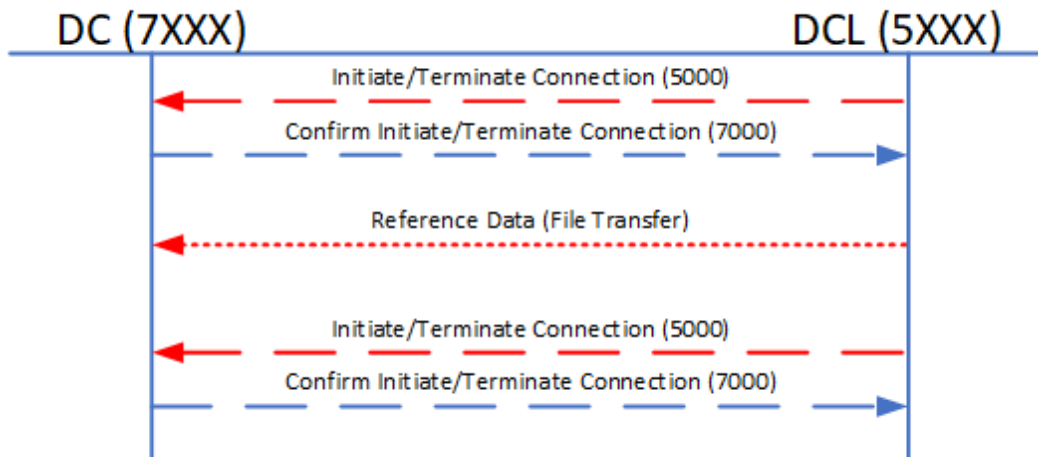 DC (7XXX)
DCL (5XXX)
Initiate/Terminate Connection (5000)
Confirm Initiate/Terminate Connection (7000)
Reference Data (File Transfer)
Initiate/Terminate Connection (5000)
Confirm Initiate/Terminate Connection (7000)